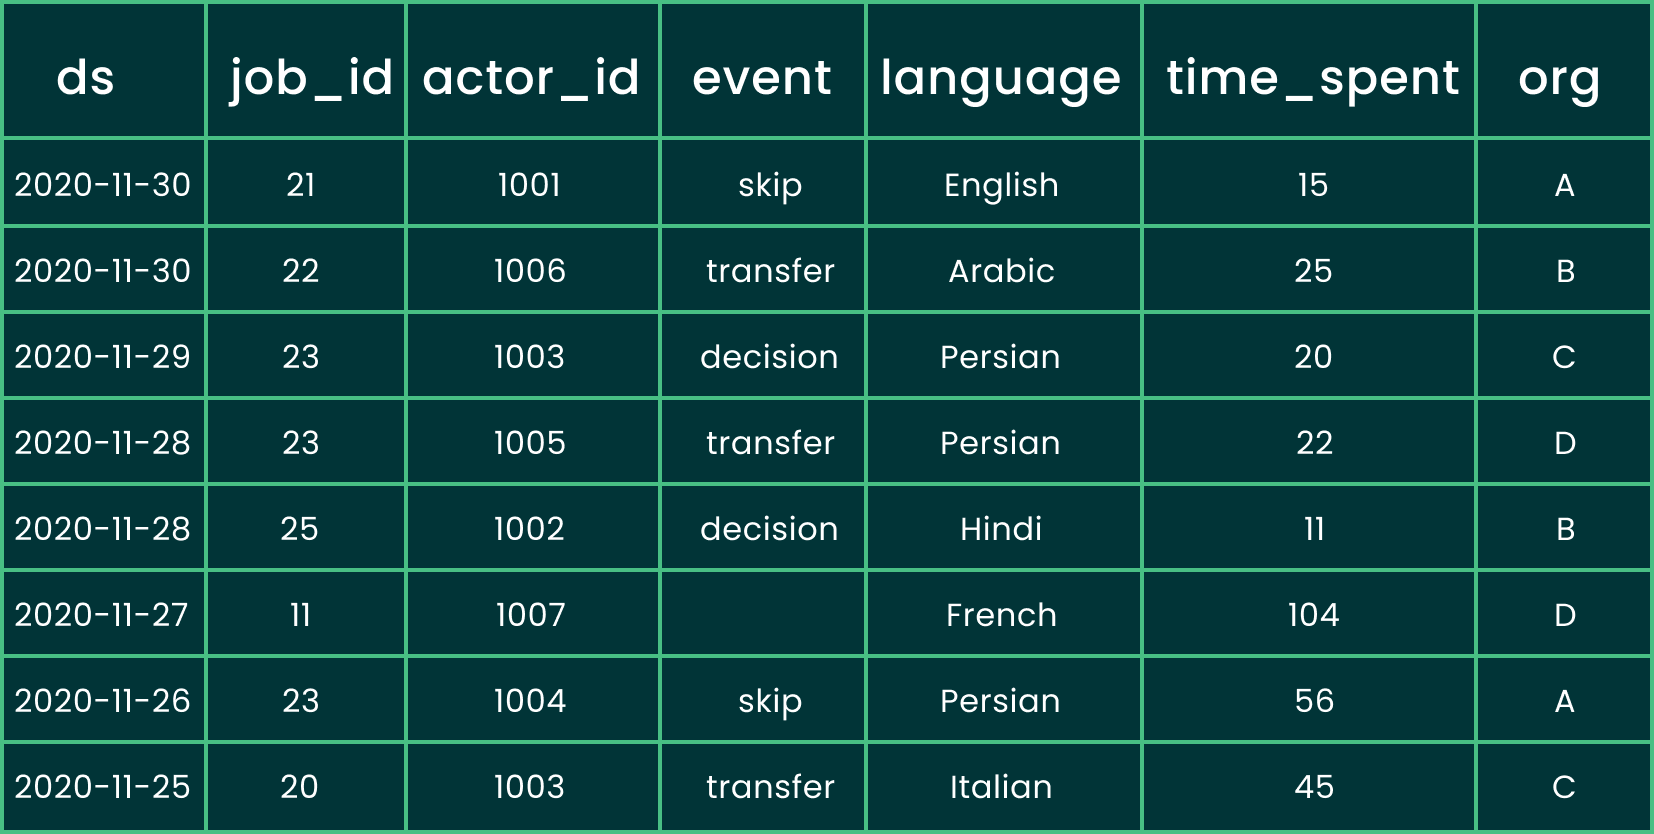 ds job_id actor_id event language time_spent org
2020-11-30 21 1001 skip English 15 A
2020-11-30 22 1006 transfer Arabic 25 B
2020-11-29 23 1003 decision Persian 20 C
2020-11-28 23 1005 transfer Persian 22 D
2020-11-28 25 1002 decision Hindi 11 B
2020-11-27 11 1007 French 104 D
2020-11-26 23 1004 skip Persian 56 A
2020-11-25 20 1003 transfer Italian 45 C